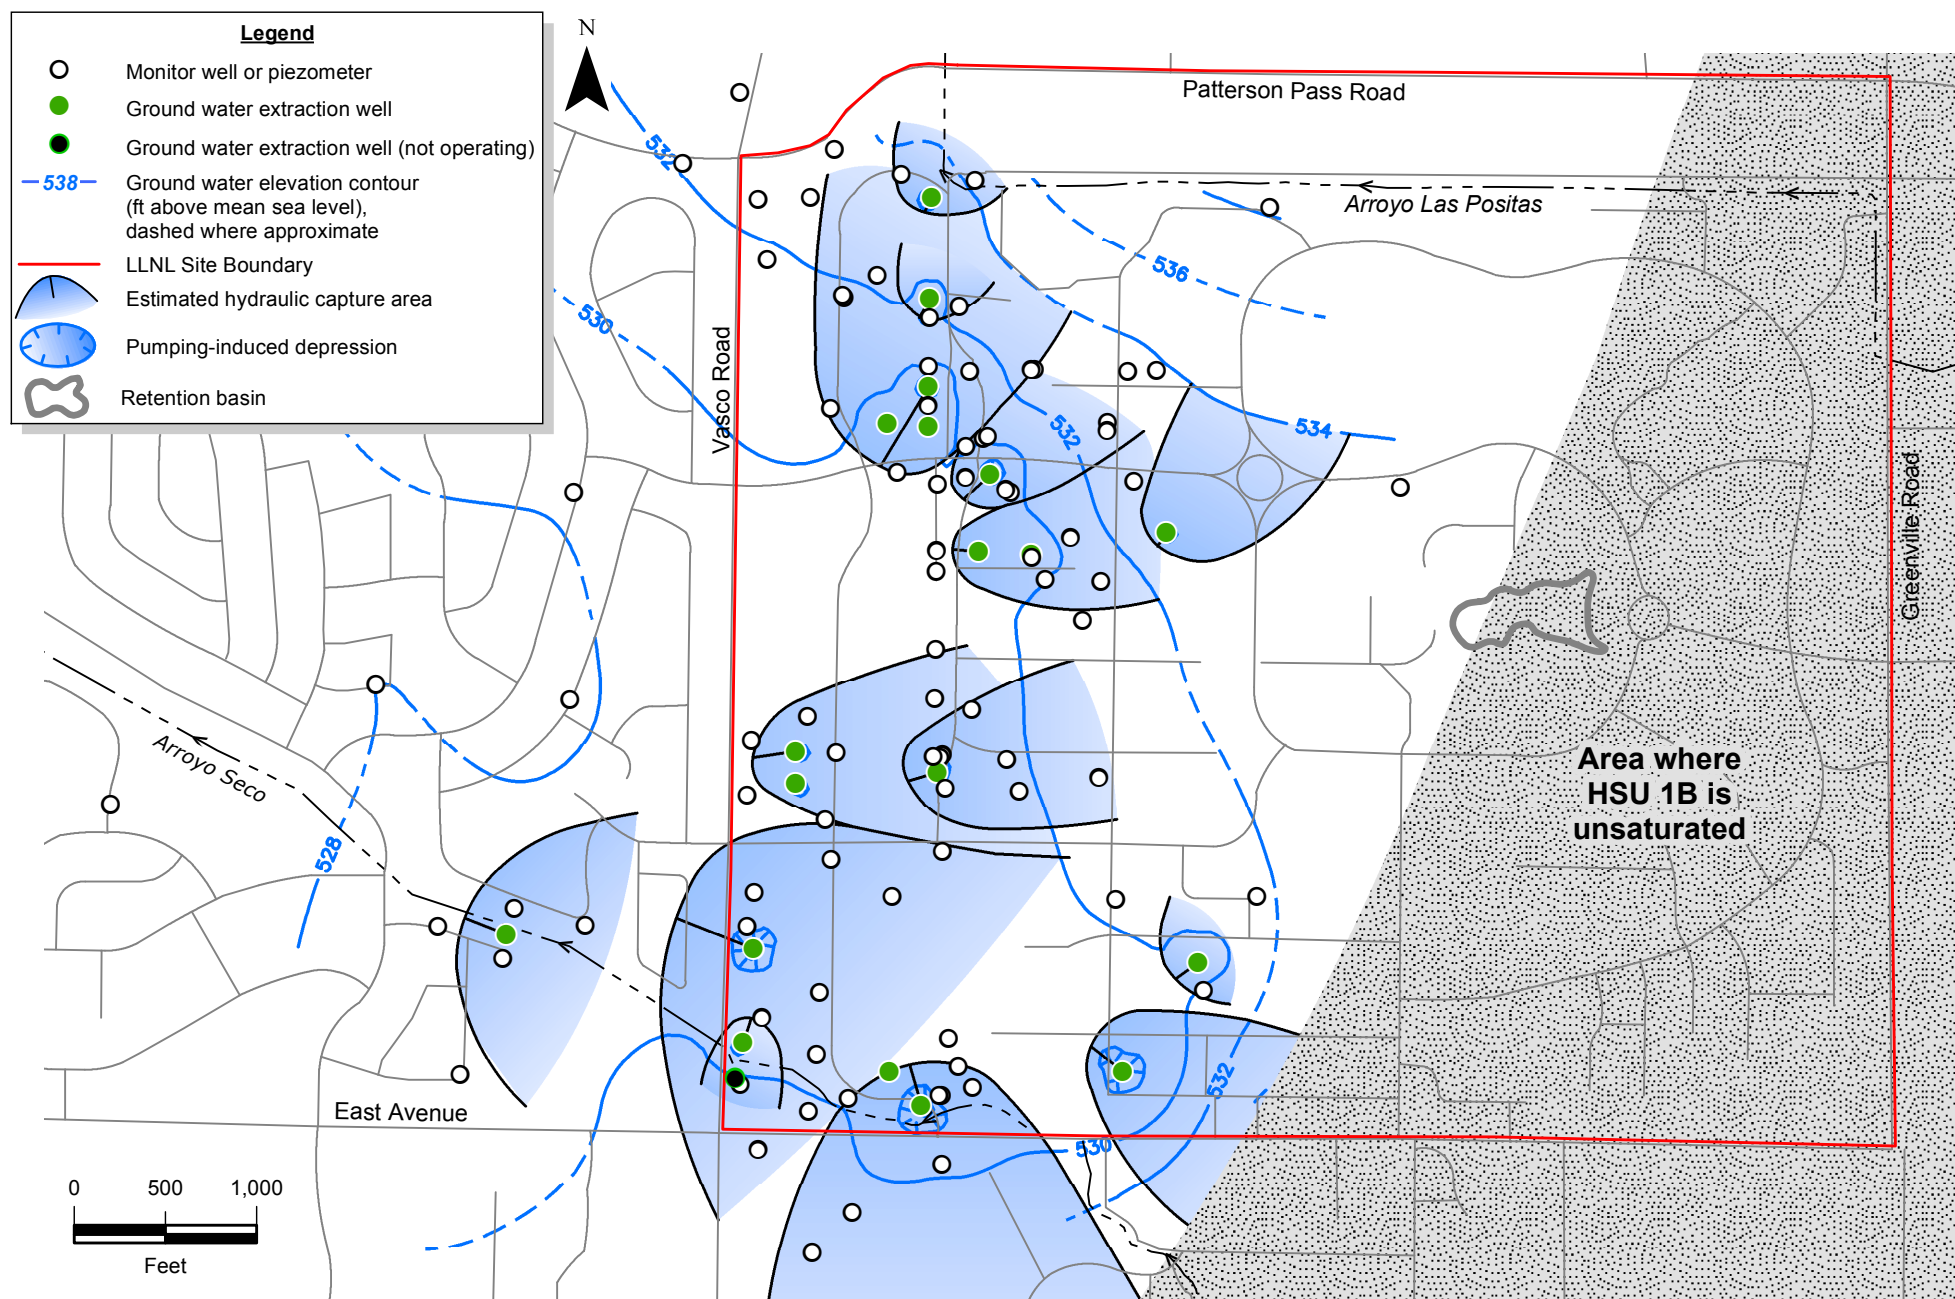 Legend
Monitor well or piezometer
Ground water extraction well
Ground water extraction well (not operating)
538
Ground water elevation contour
(ft above mean sea level),
dashed where approximate
LLNL Site Boundary
Estimated hydraulic capture area
Pumping-induced depression
Retention basin
N
Patterson Pass Road
532
Arroyo Las Positas
536
530
Vasco Road
532
534
Greenville Road
Arroyo Seco
Area where
HSU 1B is
unsaturated
528
532
East Avenue
530
0 500 1,000
Feet